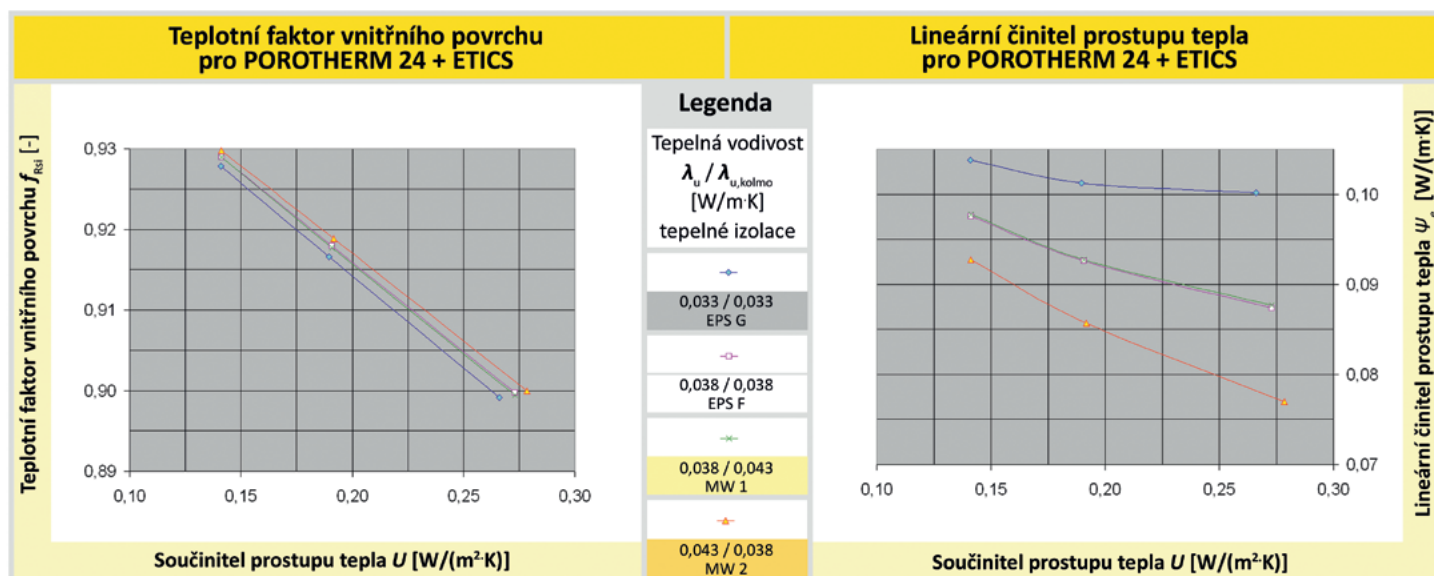 Teplotní faktor vnitřního povrchu
pro POROTHERM 24 + ETICS
Lineární činitel prostupu tepla
pro POROTHERM 24 + ETICS
Teplotní faktor vnitřního povrchu f Rsi [-]
0,93
0,92
0,91
0,90
0,89
0,10
0,15
0,20
0,25
0,30
Součinitel prostupu tepla U [W/(m²·K)]
Legenda
Tepelná vodivost
λu / λu,kolmo
[W/m·K]
tepelné izolace
0,033 / 0,033
EPS G
0,038 / 0,038
EPS F
0,038 / 0,043
MW 1
0,043 / 0,038
MW 2
0,10
0,09
0,08
0,07
0,10
0,15
0,20
0,25
0,30
Součinitel prostupu tepla U [W/(m²·K)]
Lineární činitel prostupu tepla Ψe [W/(m·K)]